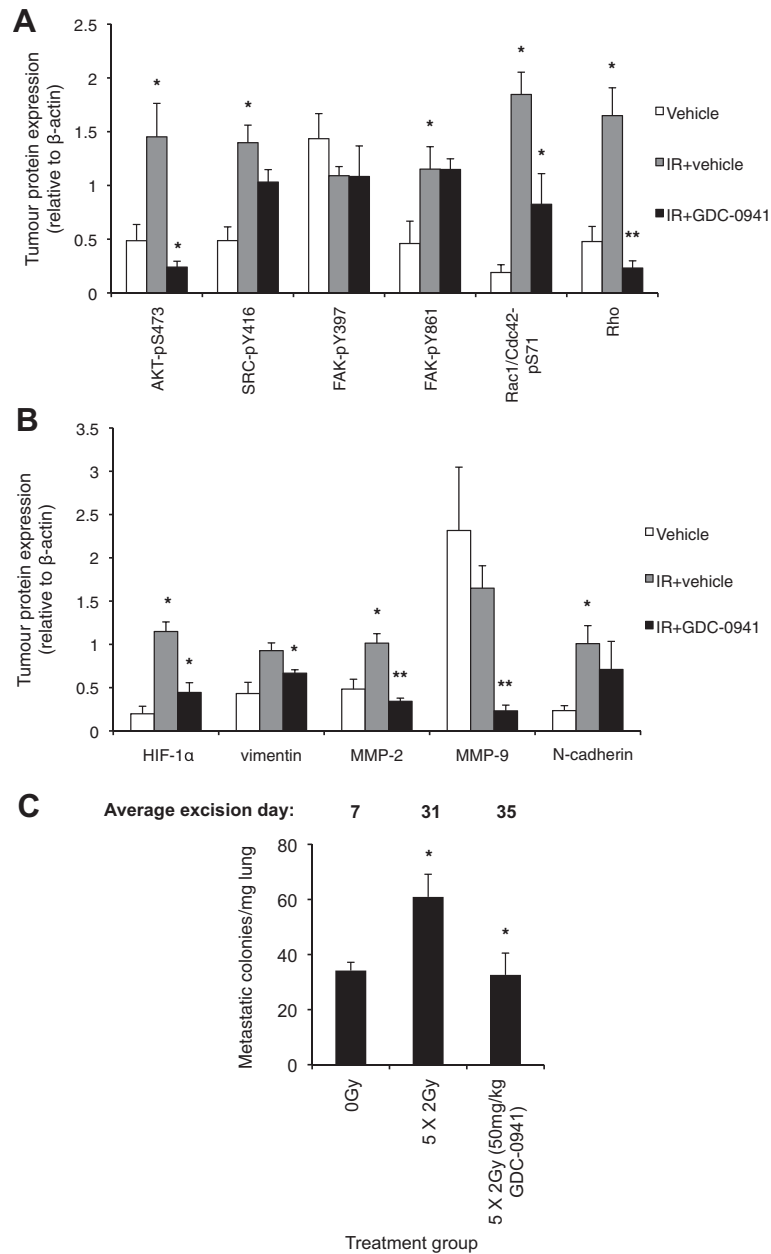 A
Tumour protein expression
(relative to β-actin)
2.5
2
1.5
1
0.5
0
*
*
*
*
*
*
*
**
Vehicle
IR+vehicle
IR+GDC-0941
AKT-pS473
SRC-pY416
FAK-pY397
FAK-pY861
Rac1/Cdc42-
pS71
Rho
B
Tumour protein expression
(relative to β-actin)
3.5
3
2.5
2
1.5
1
0.5
0
*
*
*
*
**
**
*
Vehicle
IR+vehicle
IR+GDC-0941
HIF-1α
vimentin
MMP-2
MMP-9
N-cadherin
C
Average excision day: 7 31 35
Metastatic colonies/mg lung
80
60
40
20
0
*
*
0Gy
5 X 2Gy
5 X 2Gy (50mg/kg
GDC-0941)
Treatment group